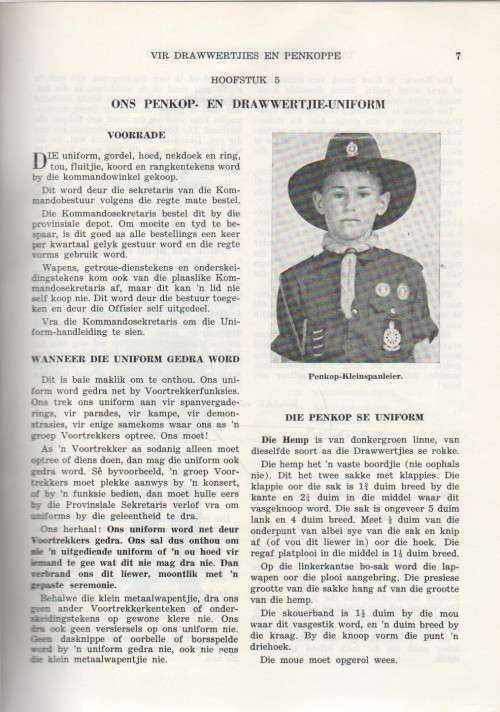 VIR DRAWWERTJIES EN PENKOPPE 7
HOOFSTUK 5
ONS PENKOP- EN DRAWWERTJIE-UNIFORM
VOORRADE
DIE uniform, gordel, hoed, nekdoek en ring,
tou, fluitjie, koord en rangkentekens word
by die kommandowinkel gekoop.
Dit word deur die sekretaris van die Kom-
mandobestuur volgens die regte mate bestel.
Die Kommandosekretaris bestel dit by die
provinsiale depot. Om moeite en tyd te be-
spaar, is dit goed as alle bestellings een keer
per kwartaal gelyk gestuur word en die regte
vorms gebruik word.
Wapens, getroue-dienstekens en onderskei-
dingstekens kom ook van die plaaslike Kom-
mandosekretaris af, maar dit kan 'n lid nie
self koop nie. Dit word deur die bestuur toege-
ken en deur die Offisier self uitgedeel.
Vra die Kommandosekretaris om die Uni-
form-handleiding te sien.
WANNEER DIE UNIFORM GEDRA WORD
Dit is baie maklik om te onthou. Ons uni-
form word gedra net by Voortrekkerfunksies.
Ons trek ons uniform aan vir spanvergade-
rings, vir parades, vir kampe, vir demon-
strasies, vir enige samekoms waar ons as 'n
groep Voortrekkers optree. Ons moet!
As 'n Voortrekker as sodanig alleen moet
optree of diens doen, dan mag die uniform ook
gedra word. Sê byvoorbeeld, 'n groep Voor-
trekkers moet plekke aanwys by 'n konsert,
of by 'n funksie bedien, dan moet hulle eers
by die Provinsiale Sekretaris verlof vra om
uniforms by die geleentheid te dra.
Ons herhaal: Ons uniform word net deur
Voortrekkers gedra. Ons sal dus onthou om
nie 'n uitgediende uniform of 'n ou hoed vir
iemand te gee wat dit nie mag dra nie. Dan
verbrand ons dit liewer, moontlik met 'n
gepaste seremonie.
Behalwe die klein metaalwapentjie, dra ons
geen ander Voortrekkerkenteken of onder-
skeidingstekens op gewone klere nie. Ons
dra ook geen versiersels op ons uniform nie.
Geen dasknippe of oorbelle of borsspelde
word by 'n uniform gedra nie, ook nie eens
die klein metaalwapentjie nie.
Penkop-Kleinspanleier.
DIE PENKOP SE UNIFORM
Die Hemp is van donkergroen linne, van
dieselfde soort as die Drawwertjies se rokke.
Die hemp het 'n vaste boordjie (nie ophals
nie). Dit het twee sakke met klappies. Die
klappie oor die sak is 1¾ duim breed by die
kante en 2¼ duim in die middel waar dit
vasgeknoop word. Die sak is ongeveer 5 duim
lank en 4 duim breed. Meet ½ duim van die
onderpunt van albei sye van die sak en knip
af (of vou dit liewer in) oor die hoek. Die
regaf platplooi in die middel is 1½ duim breed.
Op die linkerkantse bo-sak word die lap-
wapen oor die plooi aangebring. Die presiese
grootte van die sakke hang af van die grootte
van die hemp.
Die skouerband is 1½ duim by die mou
waar dit vasgestik word, en 'n duim breed by
die kraag. By die knoop vorm die punt 'n
driehoek.
Die moue moet opgerol wees.